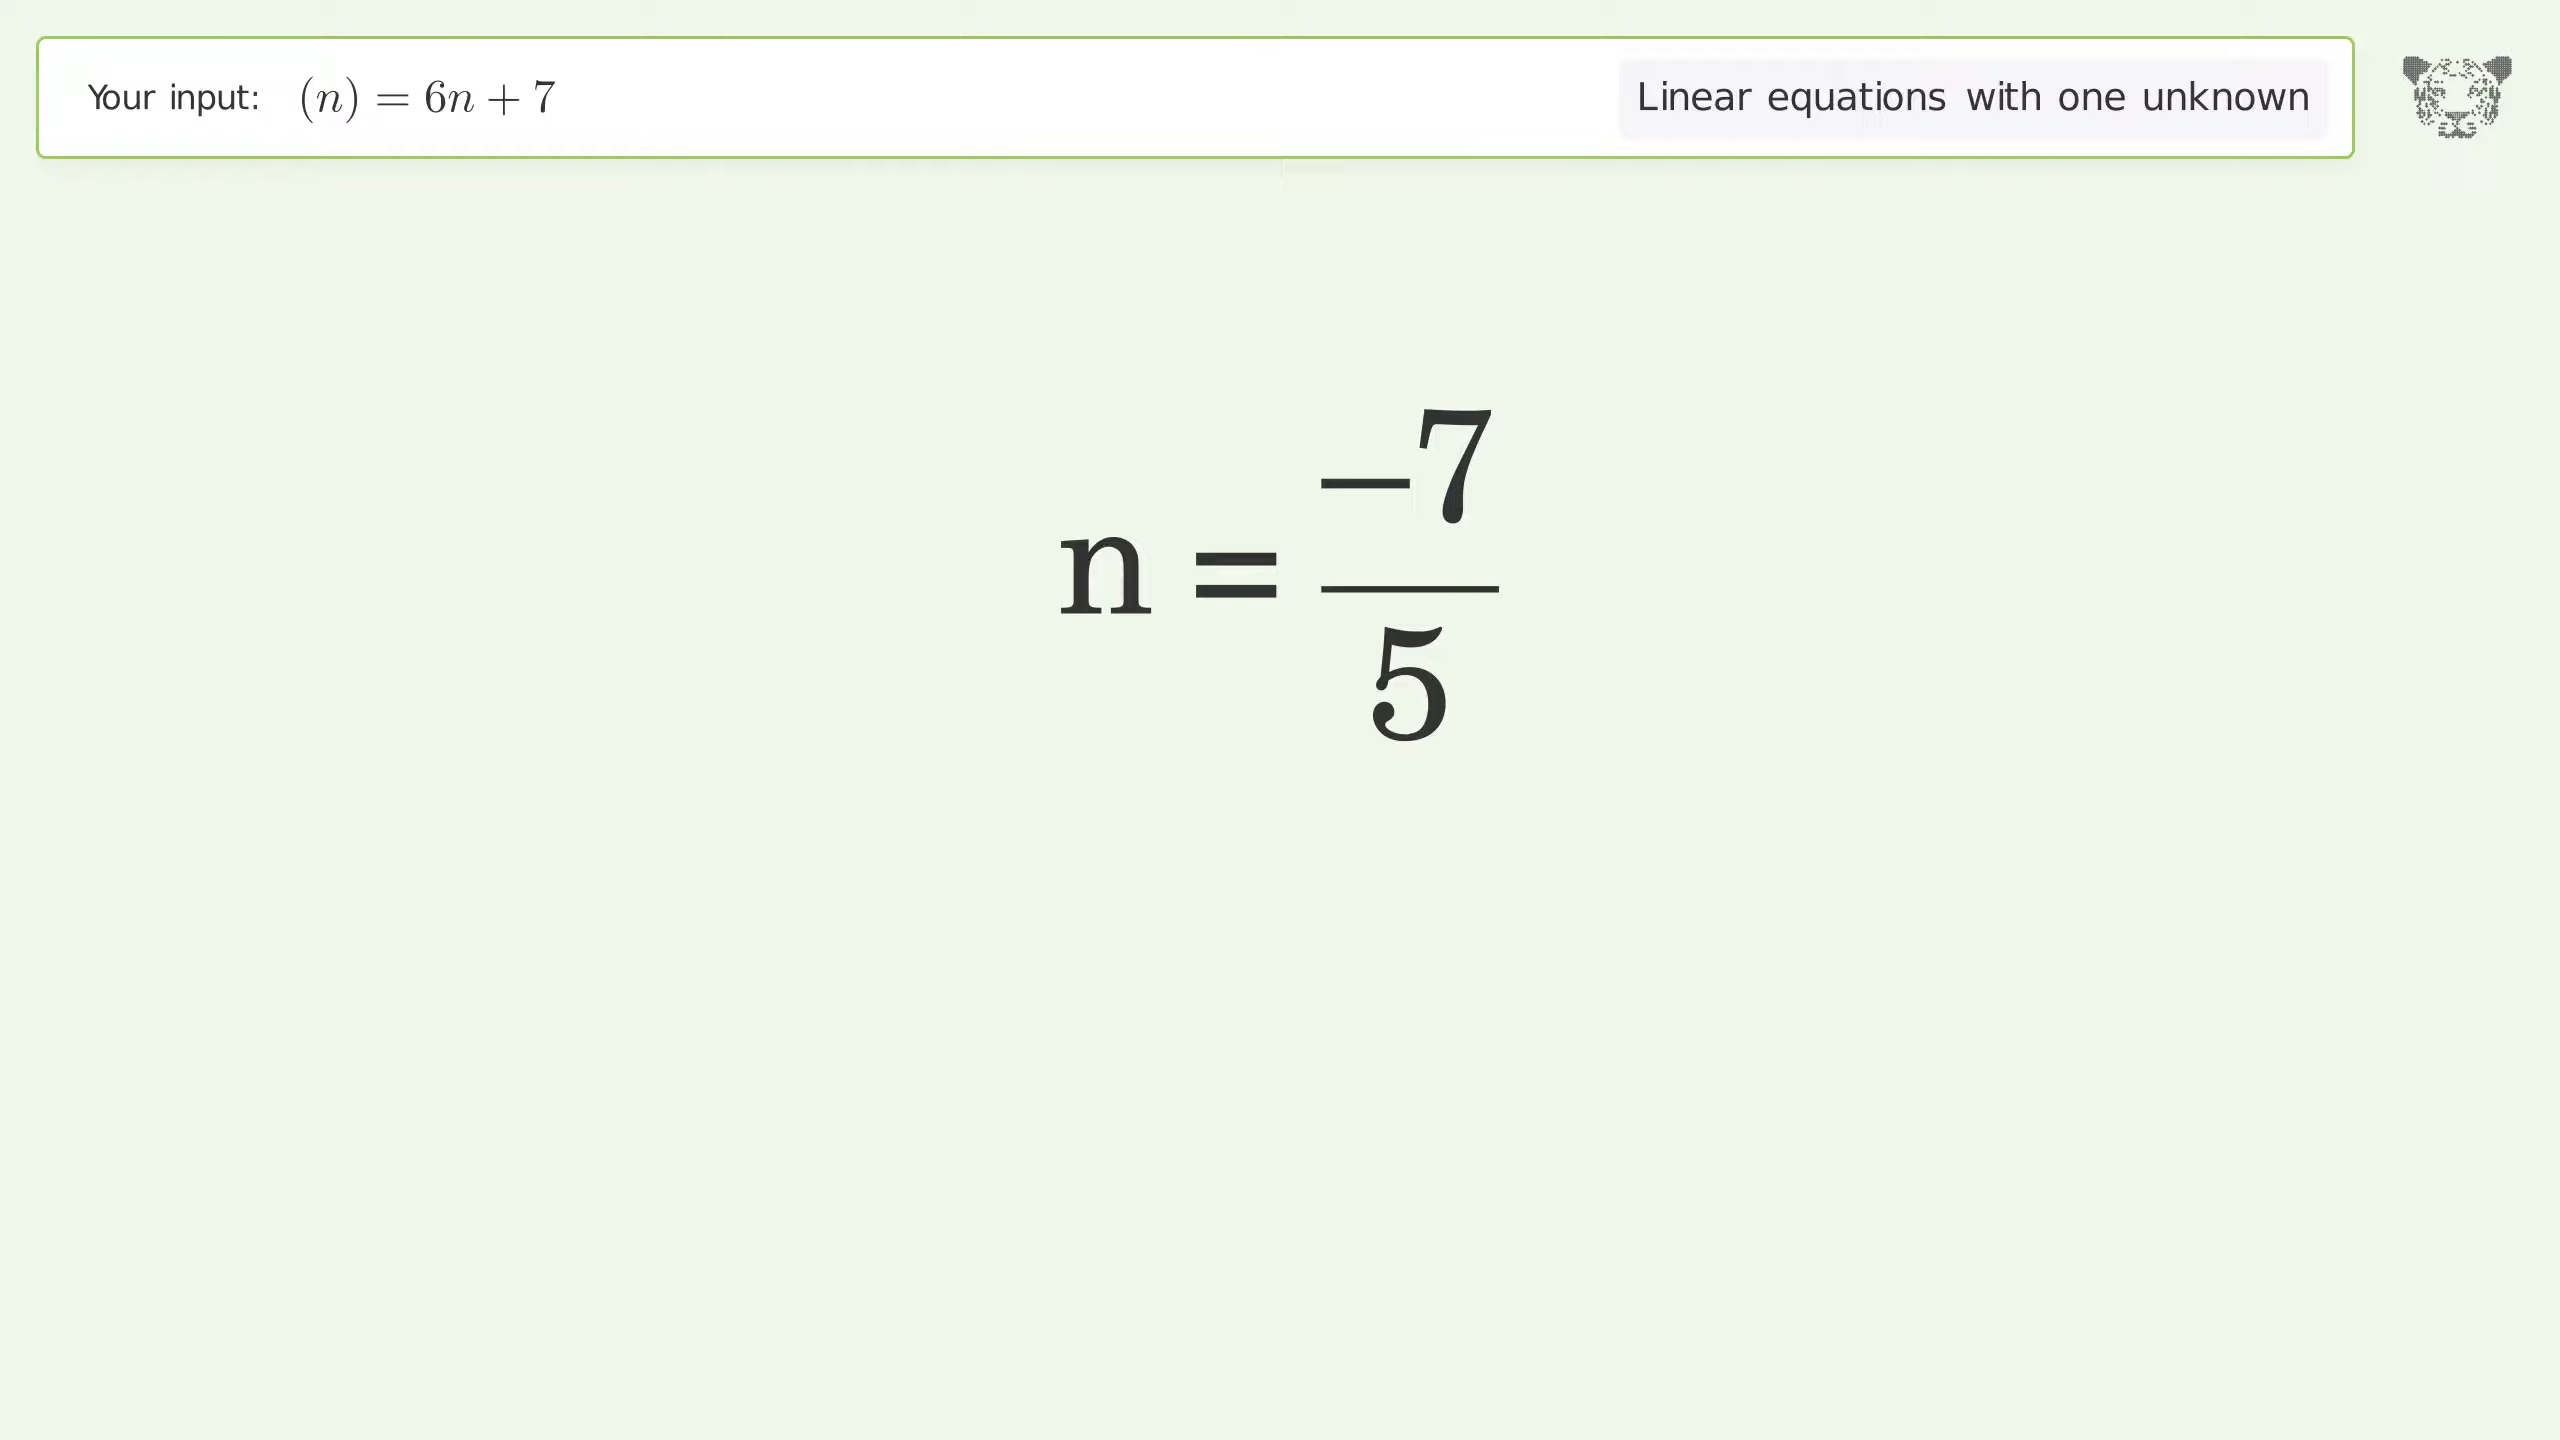 Your input: (n) = 6n + 7
Linear equations with one unknown
n = −7/5